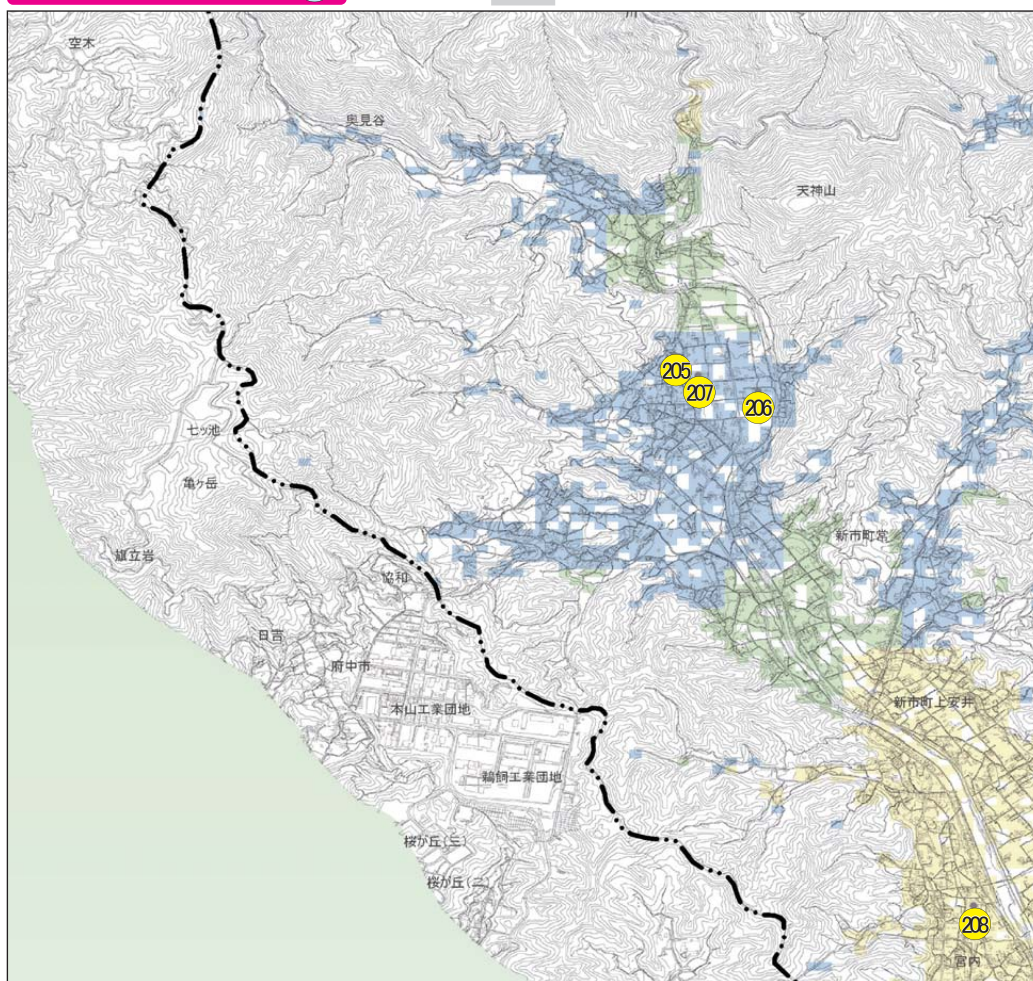 空木
奥見谷
天神山
205
207
206
七ッ池
亀ケ岳
新市町常
旗立岩
協和
日吉
府中市
本山工業団地
新市町上安井
鵜飼工業団地
桜が丘(三)
桜が丘(二)
208
宮内